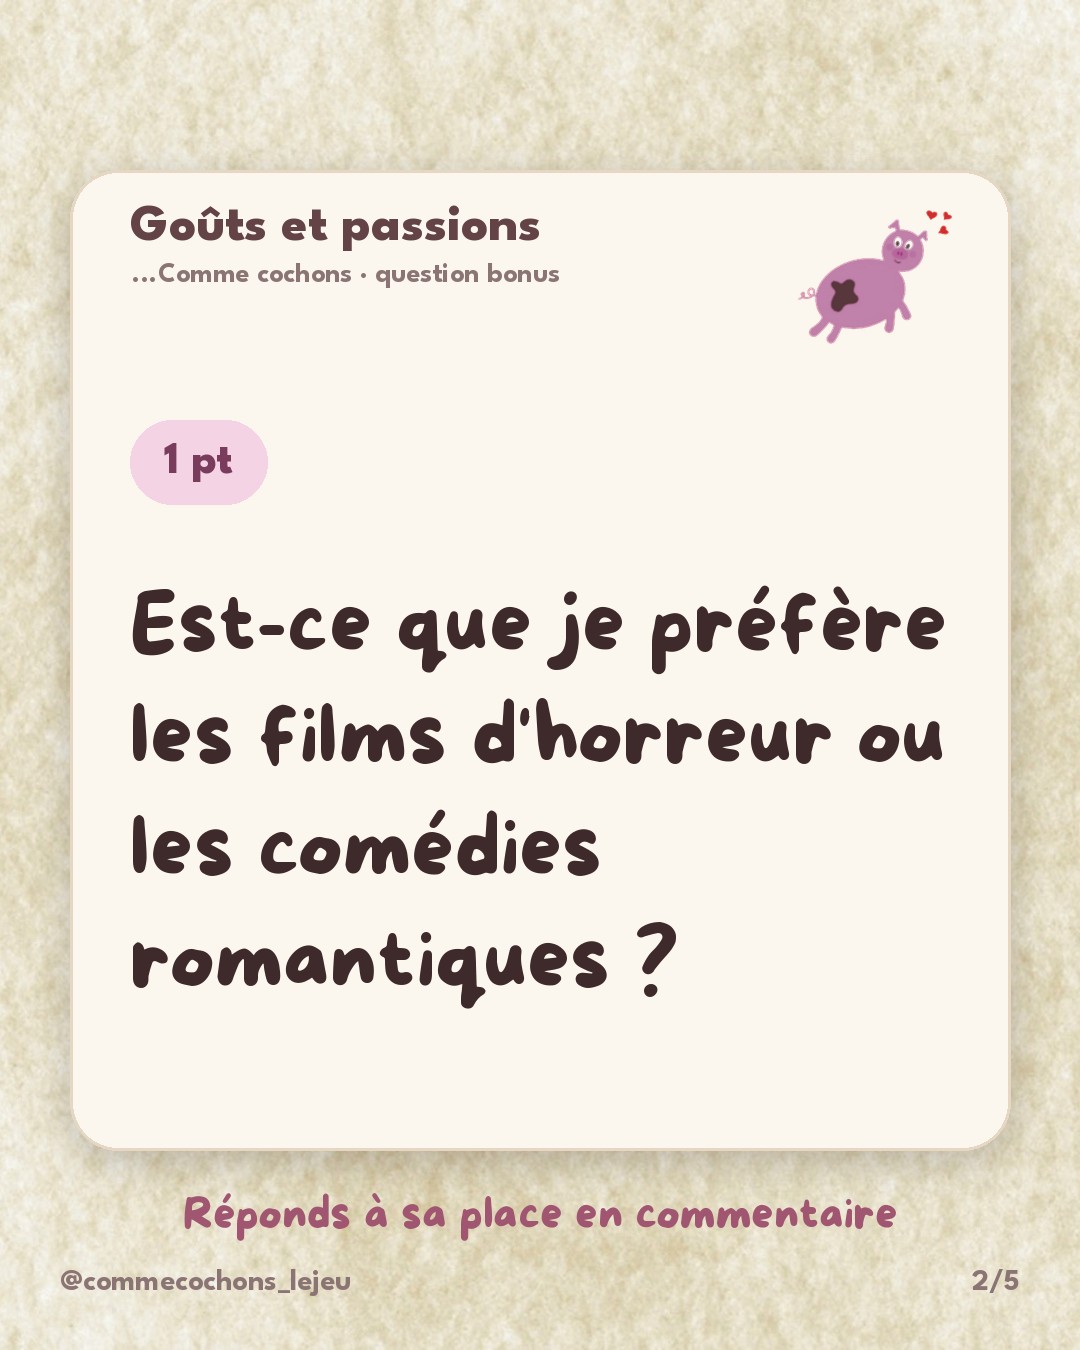 Goûts et passions
...Comme cochons · question bonus
1 pt
Est-ce que je préfère
les films d'horreur ou
les comédies
romantiques ?
Réponds à sa place en commentaire
@commecochons_lejeu
2/5